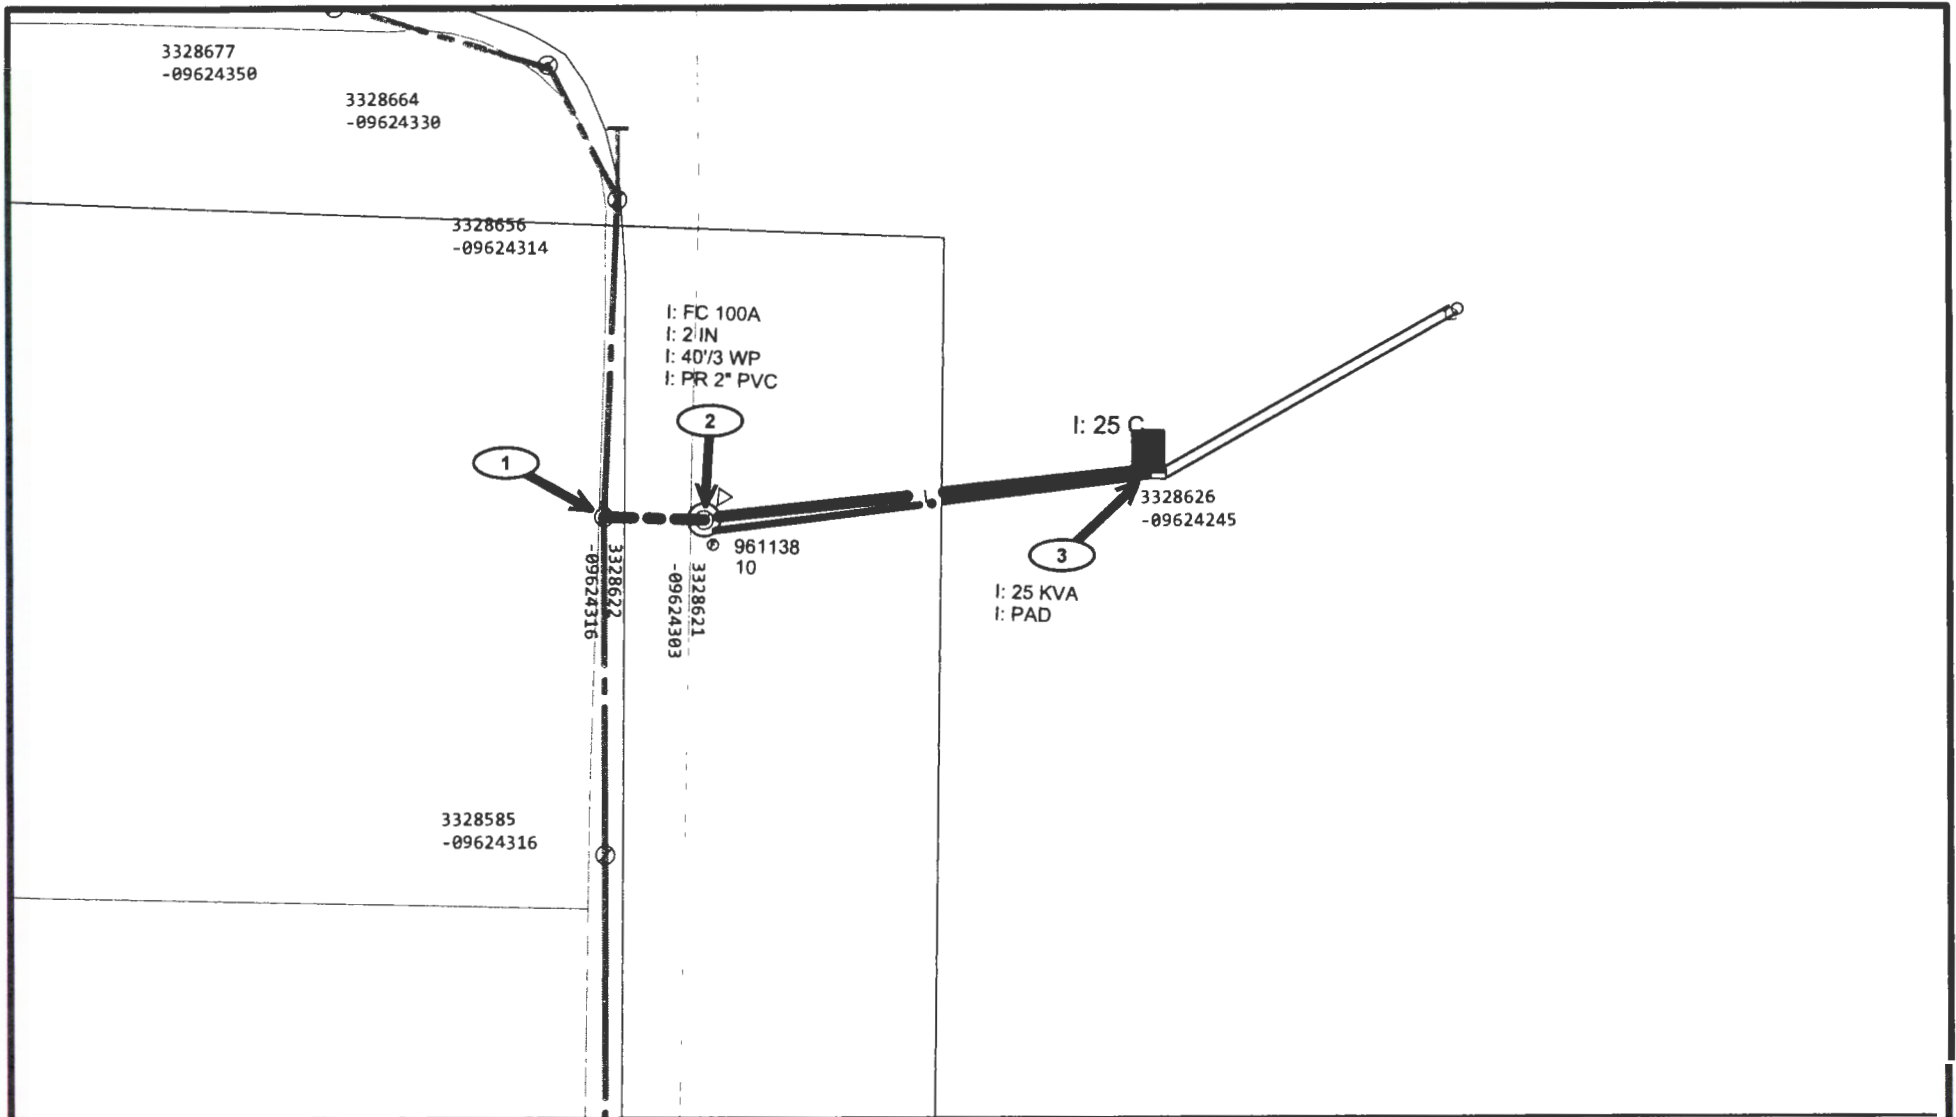 3328677
-09624350
3328664
-09624330
3328656
-09624314
I: FC 100A
I: 2 IN
I: 40'/3 WP
I: PR 2" PVC
2
1
I: 25 C
3328626
-09624245
3
961138
10
3328622
-09624316
3328621
-09624303
I: 25 KVA
I: PAD
3328585
-09624316